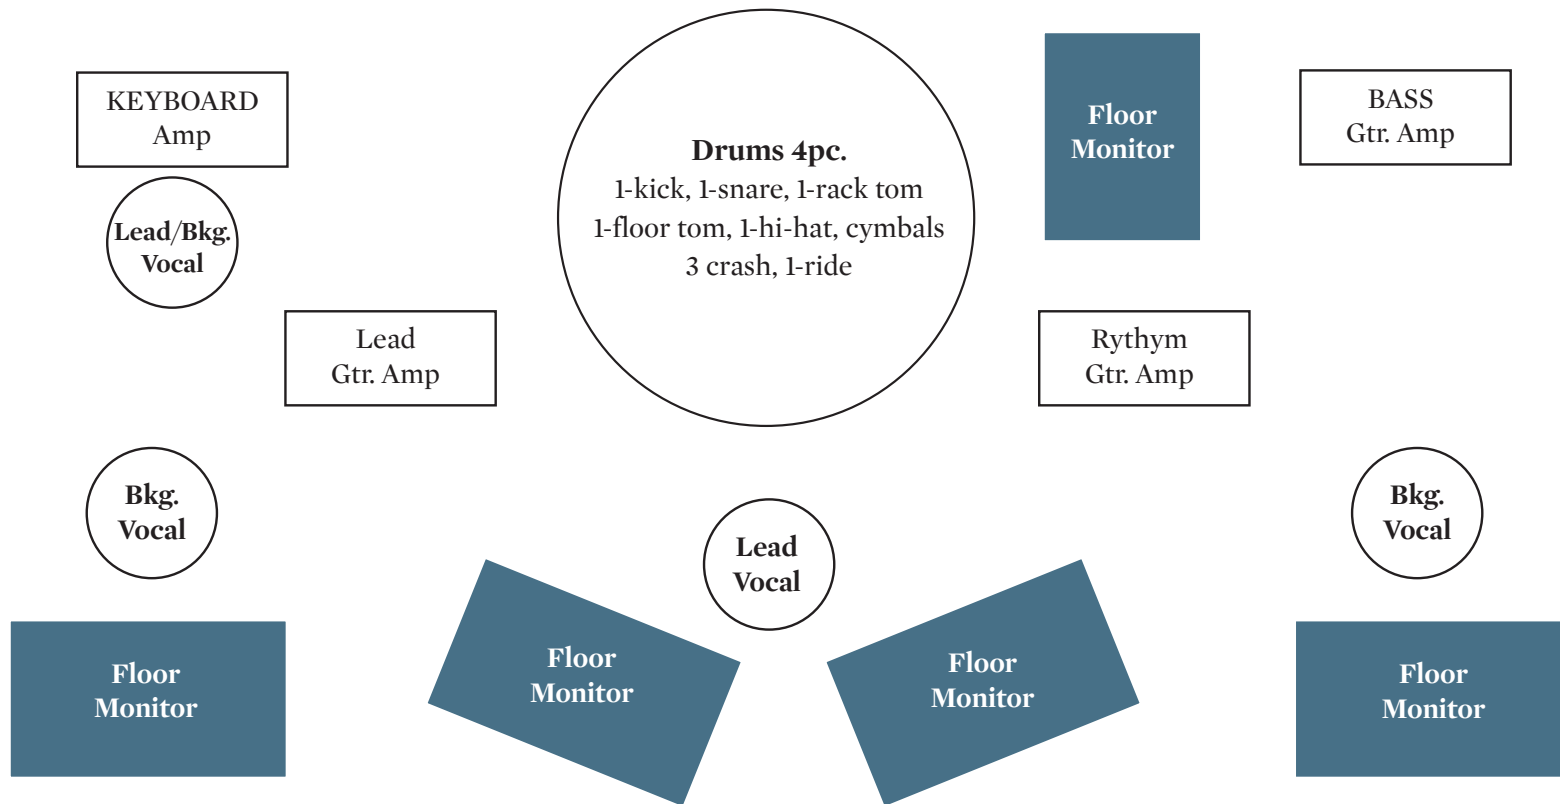 KEYBOARD
Amp
Drums 4pc.
1-kick, 1-snare, 1-rack tom
1-floor tom, 1-hi-hat, cymbals
3 crash, 1-ride
Floor
Monitor
BASS
Gtr. Amp
Lead/Bkg.
Vocal
Lead
Gtr. Amp
Rythym
Gtr. Amp
Bkg.
Vocal
Lead
Vocal
Bkg.
Vocal
Floor
Monitor
Floor
Monitor
Floor
Monitor
Floor
Monitor